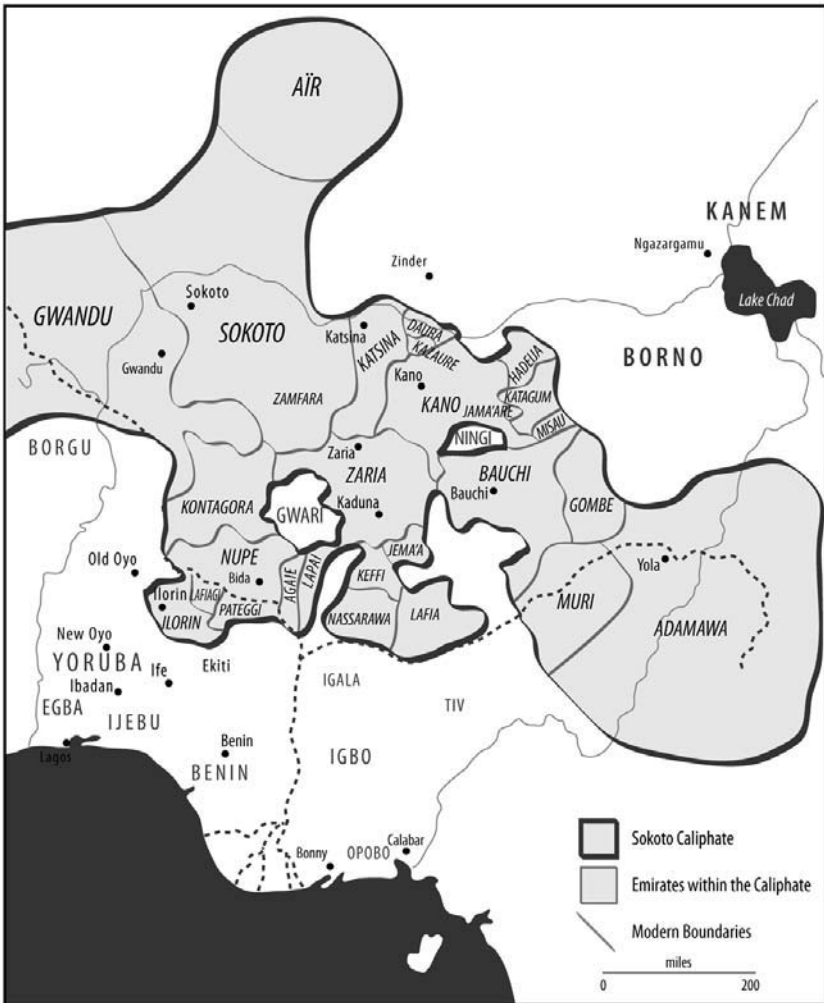 AÏR
KANEM
Ngazargamu
Zinder
Lake Chad
Sokoto
GWANDU
SOKOTO
Katsina
DAURA
KATSINA
KALAURE
HADEIJA
BORNO
Gwandu
Kano
ZAMFARA
KANO
KATAGUM
JAMA'ARE
MISAU
BORGU
NINGI
Zaria
ZARIA
BAUCHI
Bauchi
KONTAGORA
GWARI
Kaduna
GOMBE
NUPE
JEMA'A
Old Oyo
Bida
AGAIE
LAPAI
KEFFI
Yola
Ilorin
LAFIAGI
PATEGGI
ILORIN
NASSARAWA
LAFIA
MURI
ADAMAWA
New Oyo
YORUBA
Ife
Ekiti
Ibadan
IGALA
TIV
EGBA
IJEBU
Lagos
Benin
BENIN
IGBO
Bonny
OPOBO
Calabar
Sokoto Caliphate
Emirates within the Caliphate
Modern Boundaries
miles
0 200